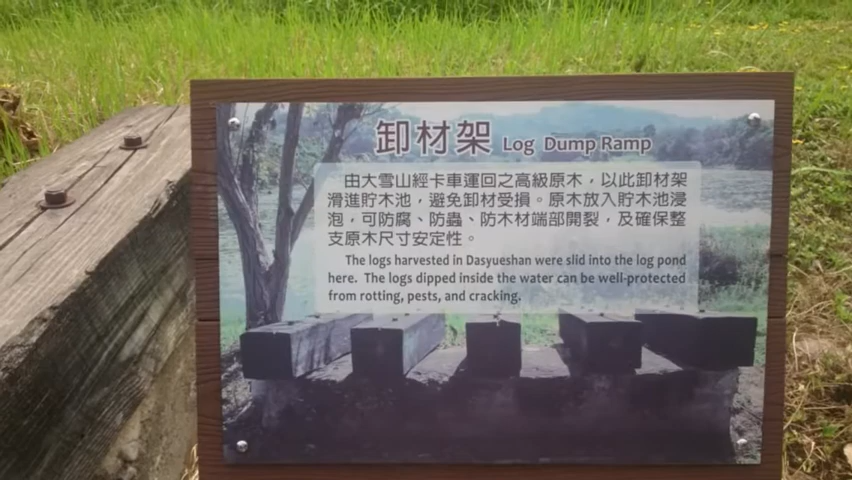 卸材架 Log Dump Ramp
由大雪山經卡車運回之高級原木，以此卸材架
滑進貯木池，避免卸材受損。原木放入貯木池浸
泡，可防腐、防蟲、防木材端部開裂，及確保整
支原木尺寸安定性。
The logs harvested in Dasyueshan were slid into the log pond
here. The logs dipped inside the water can be well-protected
from rotting, pests, and cracking.